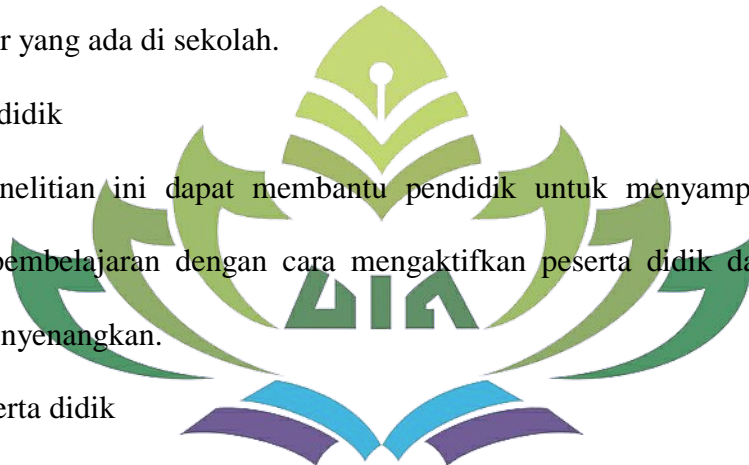 r yang ada di sekolah.
didik
nelitian ini dapat membantu pendidik untuk menyamp
pembelajaran dengan cara mengaktifkan peserta didik da
nyenangkan.
UIN
erta didik